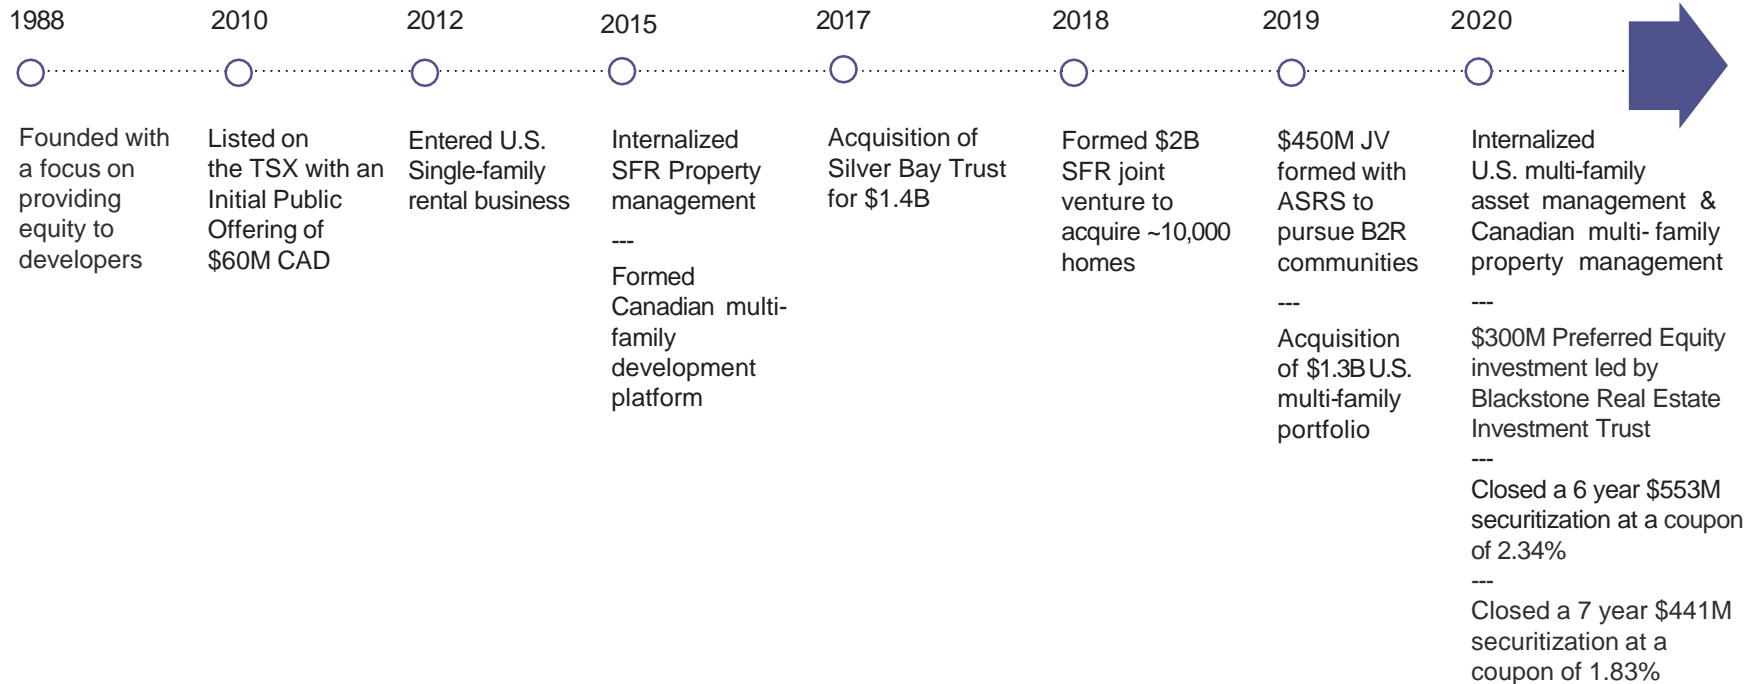 1988
2010
2012
2015
2017
2018
2019
2020
Founded with
a focus on
providing
equity to
developers
Listed on
the TSX with an
Initial Public
Offering of
$60M CAD
Entered U.S.
Single-family
rental business
Internalized
SFR Property
management
---
Formed
Canadian multi-
family
development
platform
Acquisition of
Silver Bay Trust
for $1.4B
Formed $2B
SFR joint
venture to
acquire ~10,000
homes
$450M JV
formed with
ASRS to
pursue B2R
communities
---
Acquisition
of $1.3B U.S.
multi-family
portfolio
Internalized
U.S. multi-family
asset management &
Canadian multi- family
property management
---
$300M Preferred Equity
investment led by
Blackstone Real Estate
Investment Trust
---
Closed a 6 year $553M
securitization at a coupon
of 2.34%
---
Closed a 7 year $441M
securitization at a
coupon of 1.83%